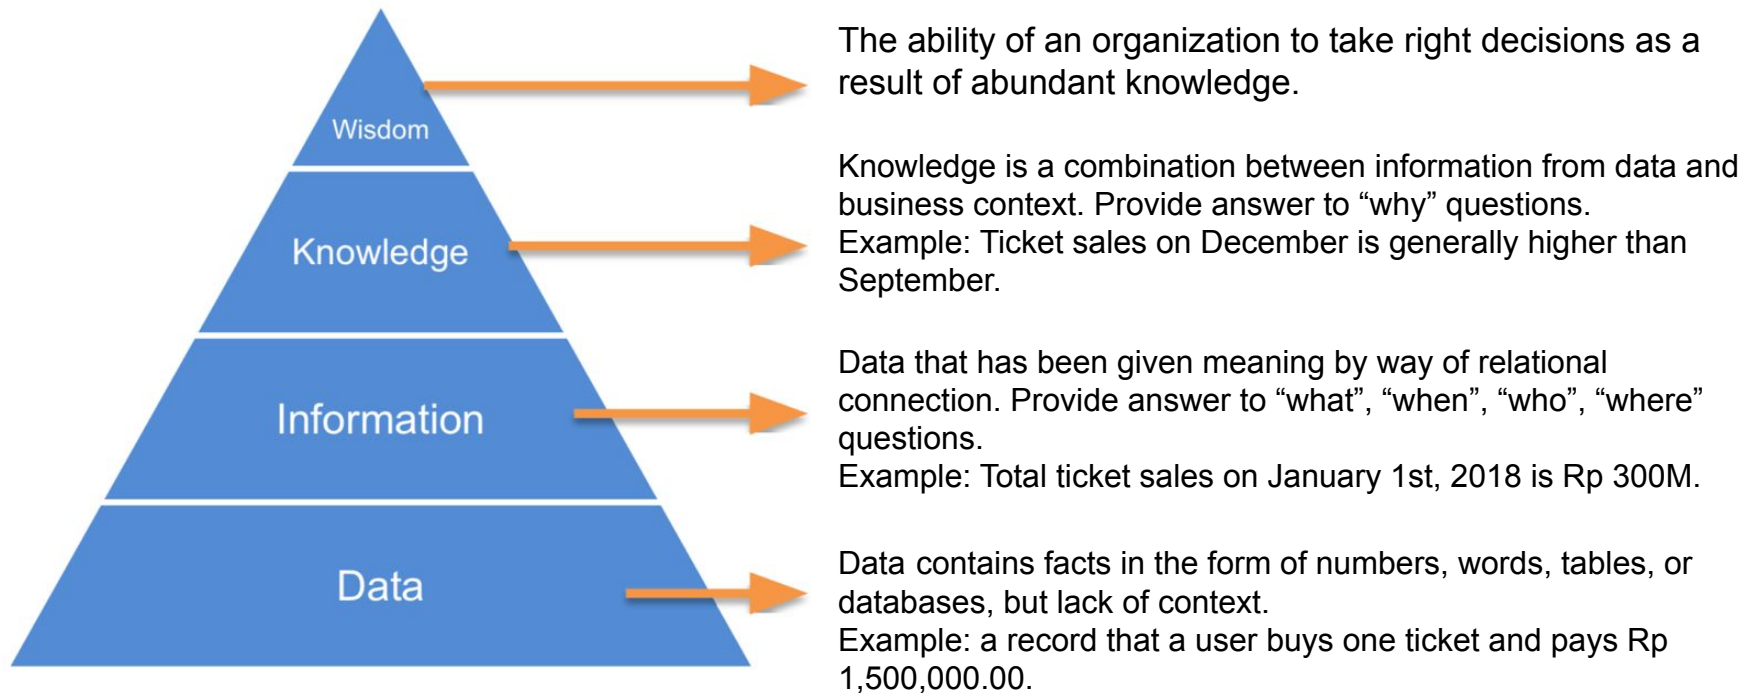 Wisdom
The ability of an organization to take right decisions as a
result of abundant knowledge.
Knowledge
Knowledge is a combination between information from data and
business context. Provide answer to “why” questions.
Example: Ticket sales on December is generally higher than
September.
Information
Data that has been given meaning by way of relational
connection. Provide answer to “what”, “when”, “who”, “where”
questions.
Example: Total ticket sales on January 1st, 2018 is Rp 300M.
Data
Data contains facts in the form of numbers, words, tables, or
databases, but lack of context.
Example: a record that a user buys one ticket and pays Rp
1,500,000.00.